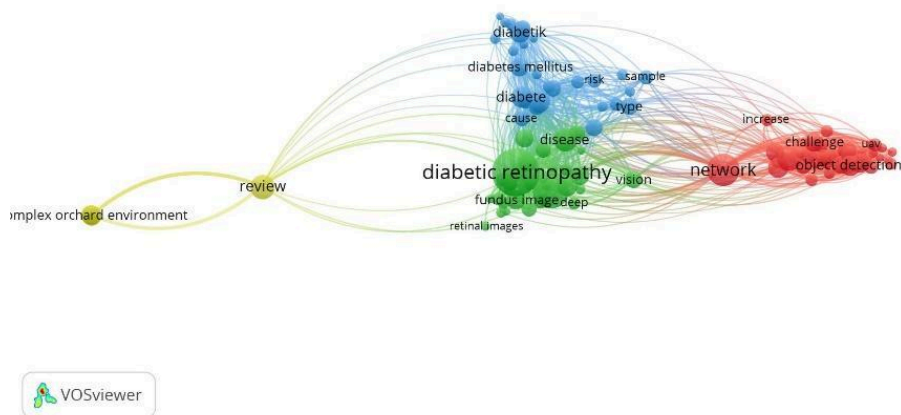 diabetik
diabetes mellitus
risk
sample
diabete
type
cause
increase
disease
challenge
uav
object detection
diabetic retinopathy
network
vision
review
fundus image
deep
omplex orchard environment
retinal images
VOSviewer